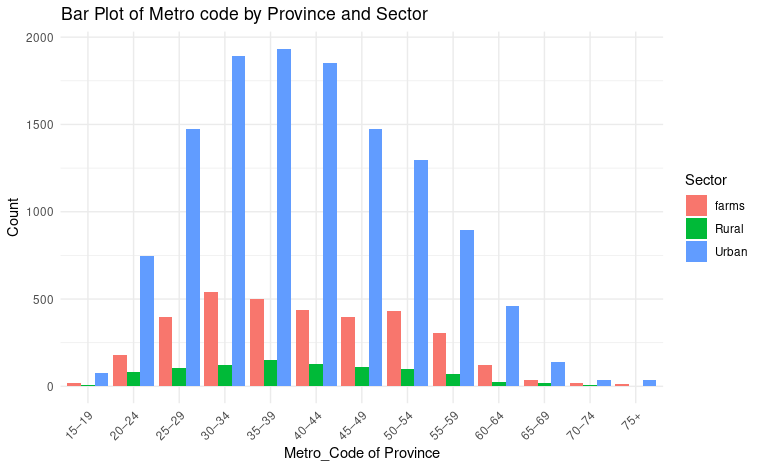 Bar Plot of Metro code by Province and Sector
Count
2000
1500
1000
500
0
15−19
20−24
25−29
30−34
35−39
40−44
45−49
50−54
55−59
60−64
65−69
70−74
75+
Metro_Code of Province
Sector
farms
Rural
Urban